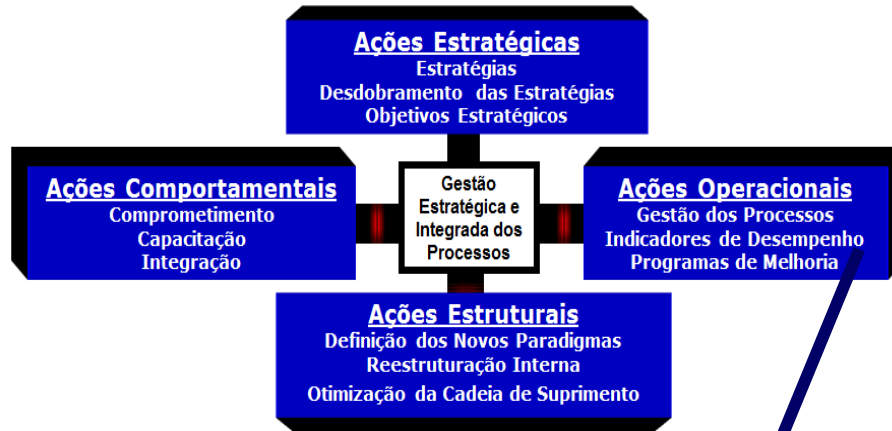 Ações Estratégicas
Estratégias
Desdobramento das Estratégias
Objetivos Estratégicos
Ações Comportamentais
Comprometimento
Capacitação
Integração
Gestão
Estratégica e
Integrada dos
Processos
Ações Operacionais
Gestão dos Processos
Indicadores de Desempenho
Programas de Melhoria
Ações Estruturais
Definição dos Novos Paradigmas
Reestruturação Interna
Otimização da Cadeia de Suprimento